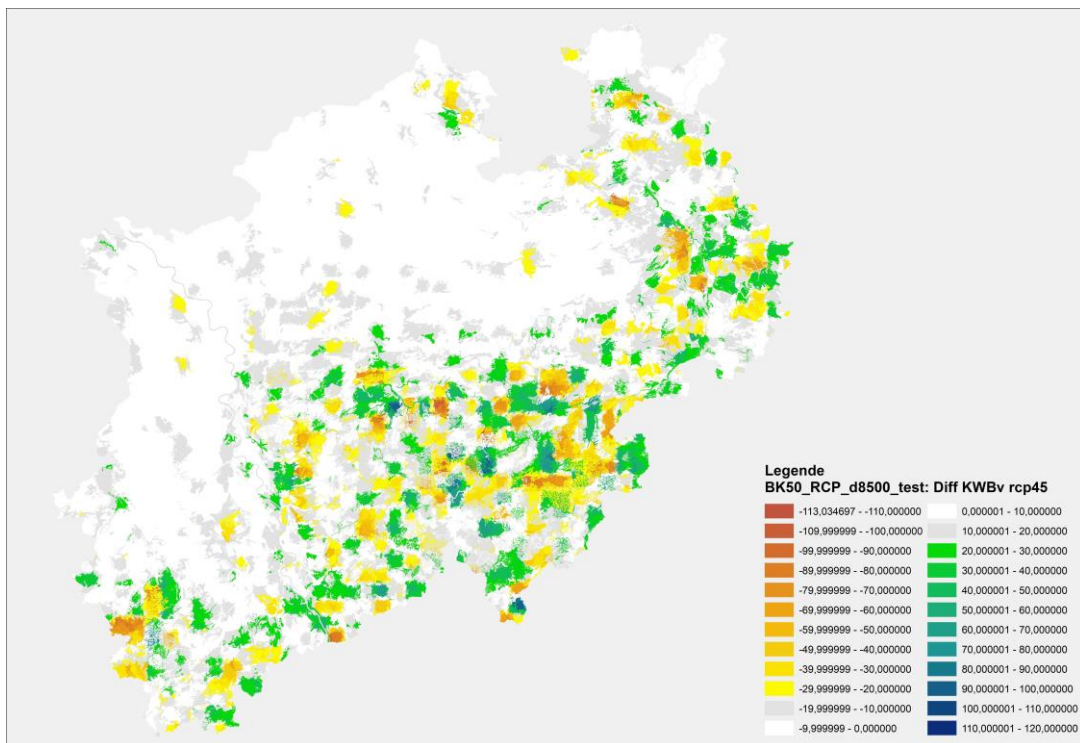 Legende
BK50_RCP_d8500_test: Diff KWBv rcp45
-113,034697 - -110,000000
-109,999999 - -100,000000
-99,999999 - -90,000000
-89,999999 - -80,000000
-79,999999 - -70,000000
-69,999999 - -60,000000
-59,999999 - -50,000000
-49,999999 - -40,000000
-39,999999 - -30,000000
-29,999999 - -20,000000
-19,999999 - -10,000000
-9,999999 - 0,000000
0,000001 - 10,000000
10,000001 - 20,000000
20,000001 - 30,000000
30,000001 - 40,000000
40,000001 - 50,000000
50,000001 - 60,000000
60,000001 - 70,000000
70,000001 - 80,000000
80,000001 - 90,000000
90,000001 - 100,000000
100,000001 - 110,000000
110,000001 - 120,000000